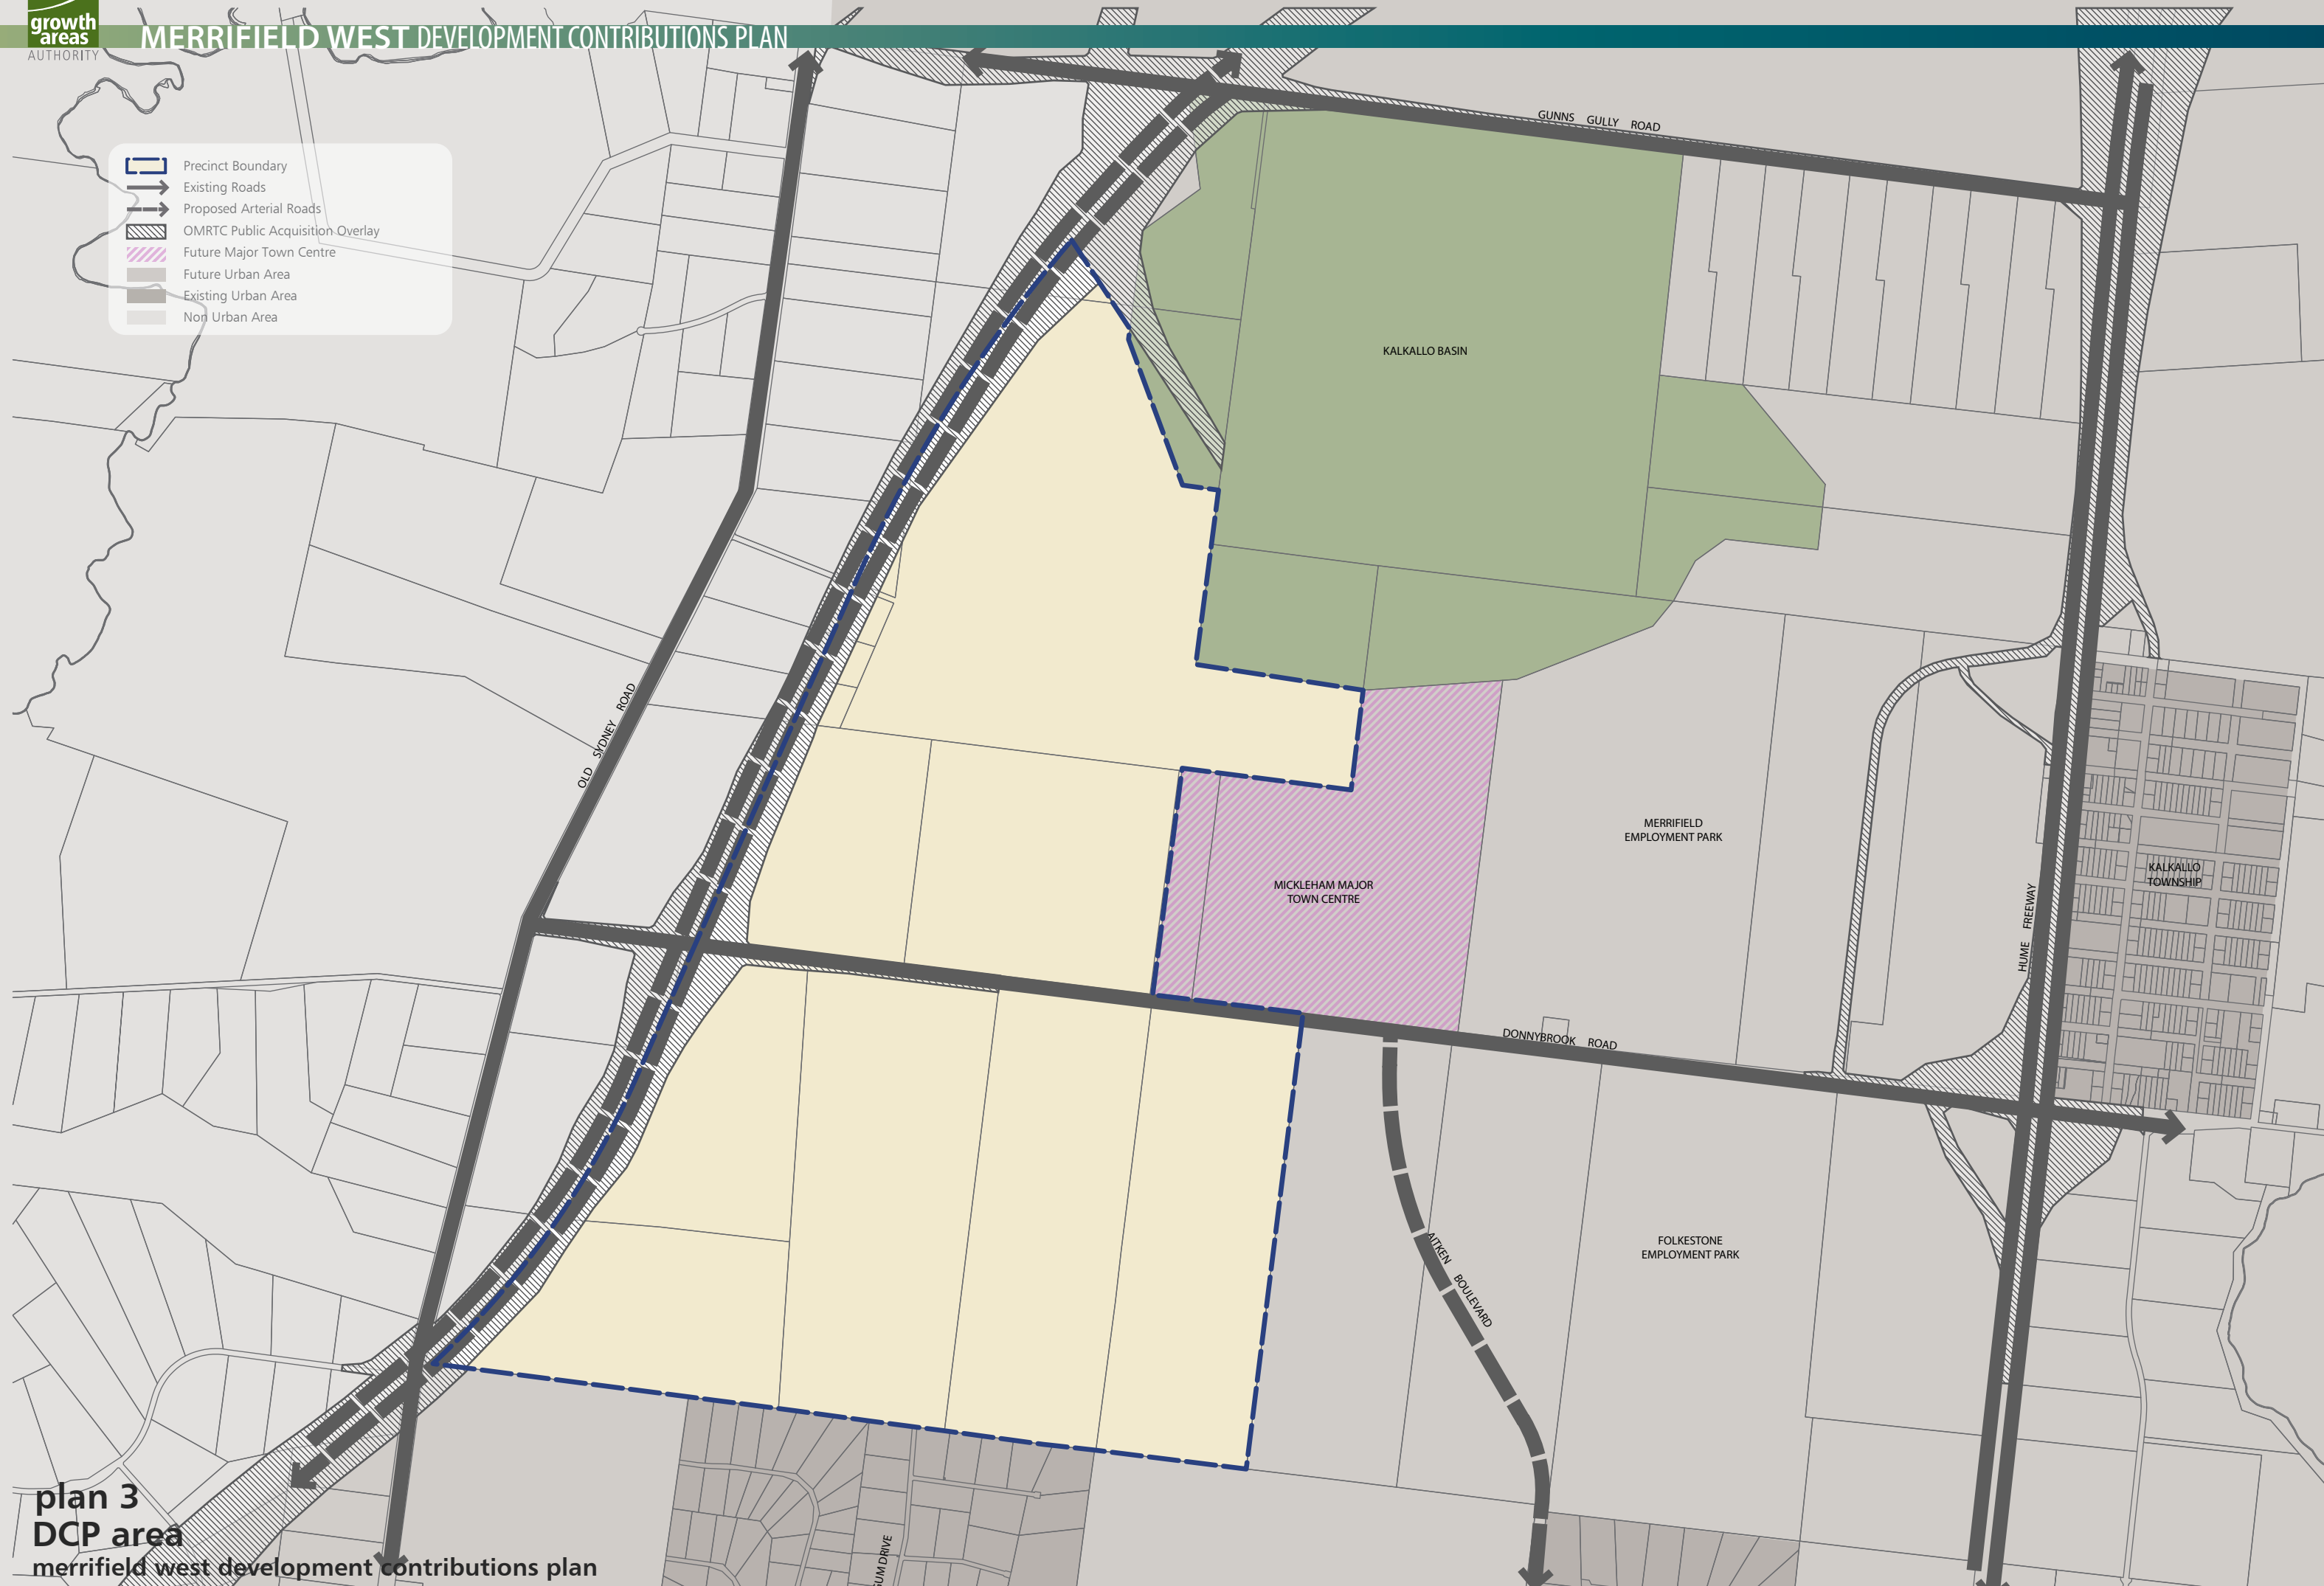 growth
areas
AUTHORITY
MERRIFIELD WEST DEVELOPMENT CONTRIBUTIONS PLAN
Precinct Boundary
Existing Roads
Proposed Arterial Roads
OMRTC Public Acquisition Overlay
Future Major Town Centre
Future Urban Area
Existing Urban Area
Non Urban Area
GUNNS GULLY ROAD
KALKALLO BASIN
OLD SYDNEY ROAD
MERRIFIELD
EMPLOYMENT PARK
KALKALLO
TOWNSHIP
MICKLEHAM MAJOR
TOWN CENTRE
HUME FREEWAY
DONNYBROOK ROAD
AITKEN BOULEVARD
FOLKESTONE
EMPLOYMENT PARK
GUM DRIVE
plan 3
DCP area
merrifield west development contributions plan